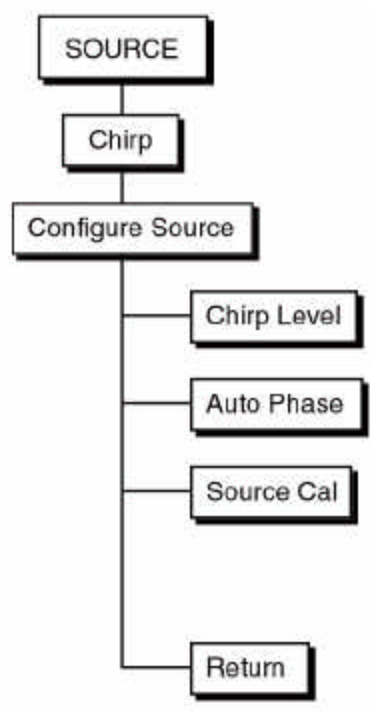 SOURCE
Chirp
Configure Source
Chirp Level
Auto Phase
Source Cal
Return